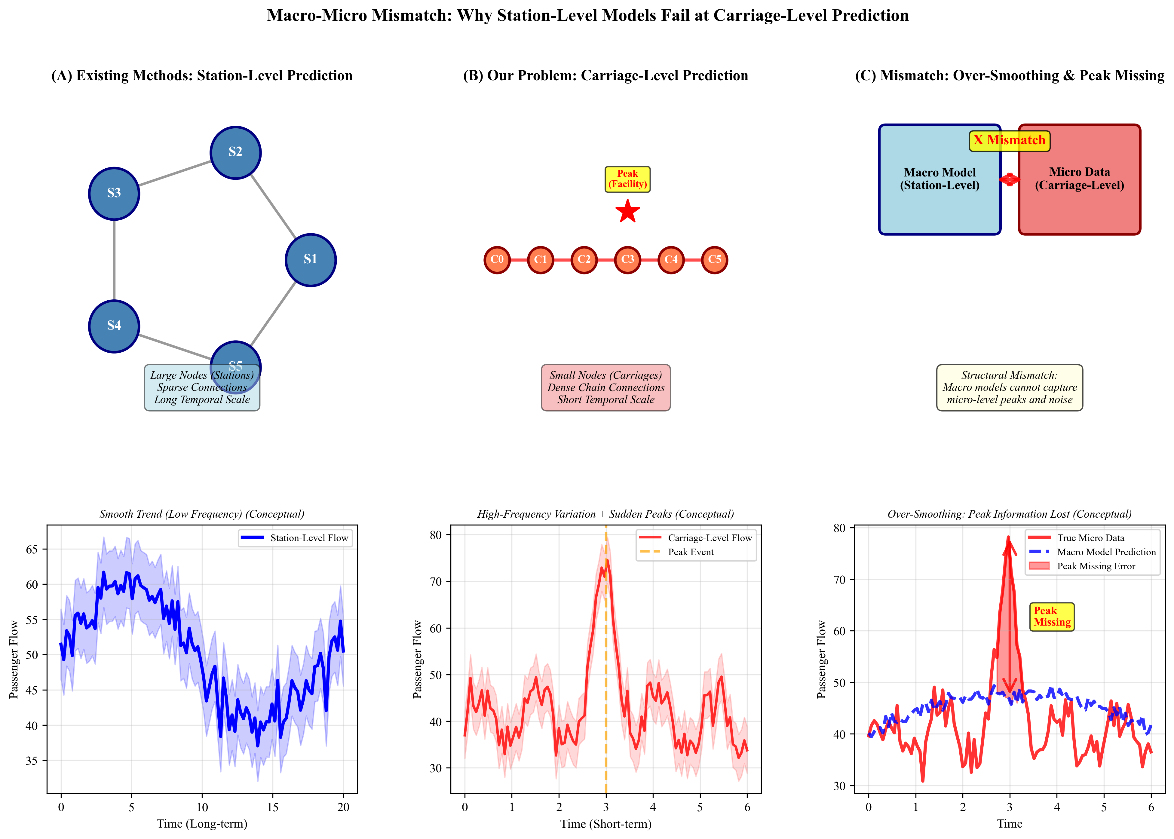 Macro-Micro Mismatch: Why Station-Level Models Fail at Carriage-Level Prediction
(A) Existing Methods: Station-Level Prediction
S2
S3
S1
S4
S5
Large Nodes (Stations)
Sparse Connections
Long Temporal Scale
(B) Our Problem: Carriage-Level Prediction
Peak
(Facility)
C0 C1 C2 C3 C4 C5
Small Nodes (Carriages)
Dense Chain Connections
Short Temporal Scale
(C) Mismatch: Over-Smoothing & Peak Missing
X Mismatch
Macro Model
(Station-Level)
Micro Data
(Carriage-Level)
Structural Mismatch:
Macro models cannot capture
micro-level peaks and noise
Smooth Trend (Low Frequency) (Conceptual)
Station-Level Flow
Passenger Flow
65
60
55
50
45
40
35
0 5 10 15 20
Time (Long-term)
High-Frequency Variation | Sudden Peaks (Conceptual)
Carriage-Level Flow
Peak Event
Passenger Flow
80
70
60
50
40
30
0 1 2 3 4 5 6
Time (Short-term)
Over-Smoothing: Peak Information Lost (Conceptual)
True Micro Data
Macro Model Prediction
Peak Missing Error
Peak
Missing
Passenger Flow
80
70
60
50
40
30
0 1 2 3 4 5 6
Time